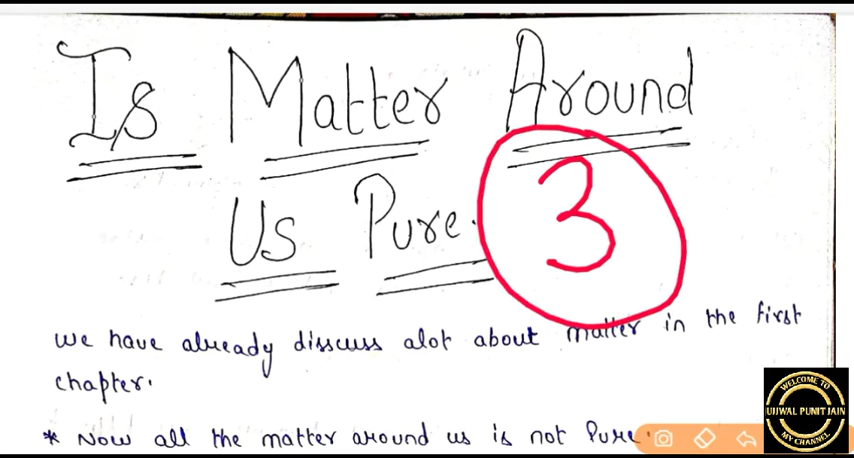 Is Matter Around
Us Pure.
3
we have already disscuss alot about matter in the first
chapter.
* Now all the matter around us is not Pure.
WELCOME TO
UJJWAL PUNIT JAIN
MY CHANNEL